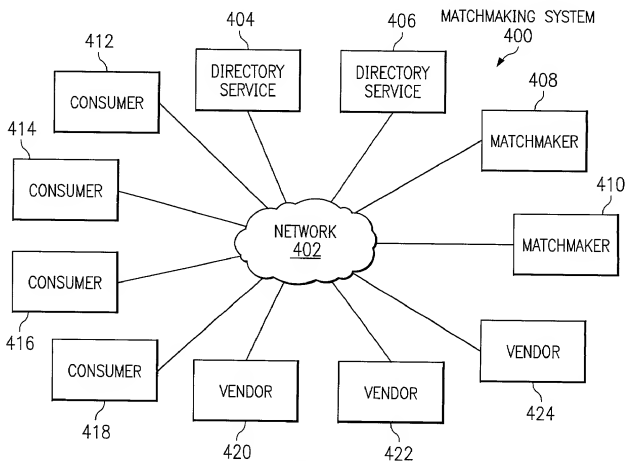 MATCHMAKING SYSTEM
400
412
CONSUMER
404
DIRECTORY
SERVICE
406
DIRECTORY
SERVICE
408
MATCHMAKER
414
CONSUMER
410
MATCHMAKER
NETWORK
402
CONSUMER
416
CONSUMER
418
VENDOR
420
VENDOR
422
VENDOR
424